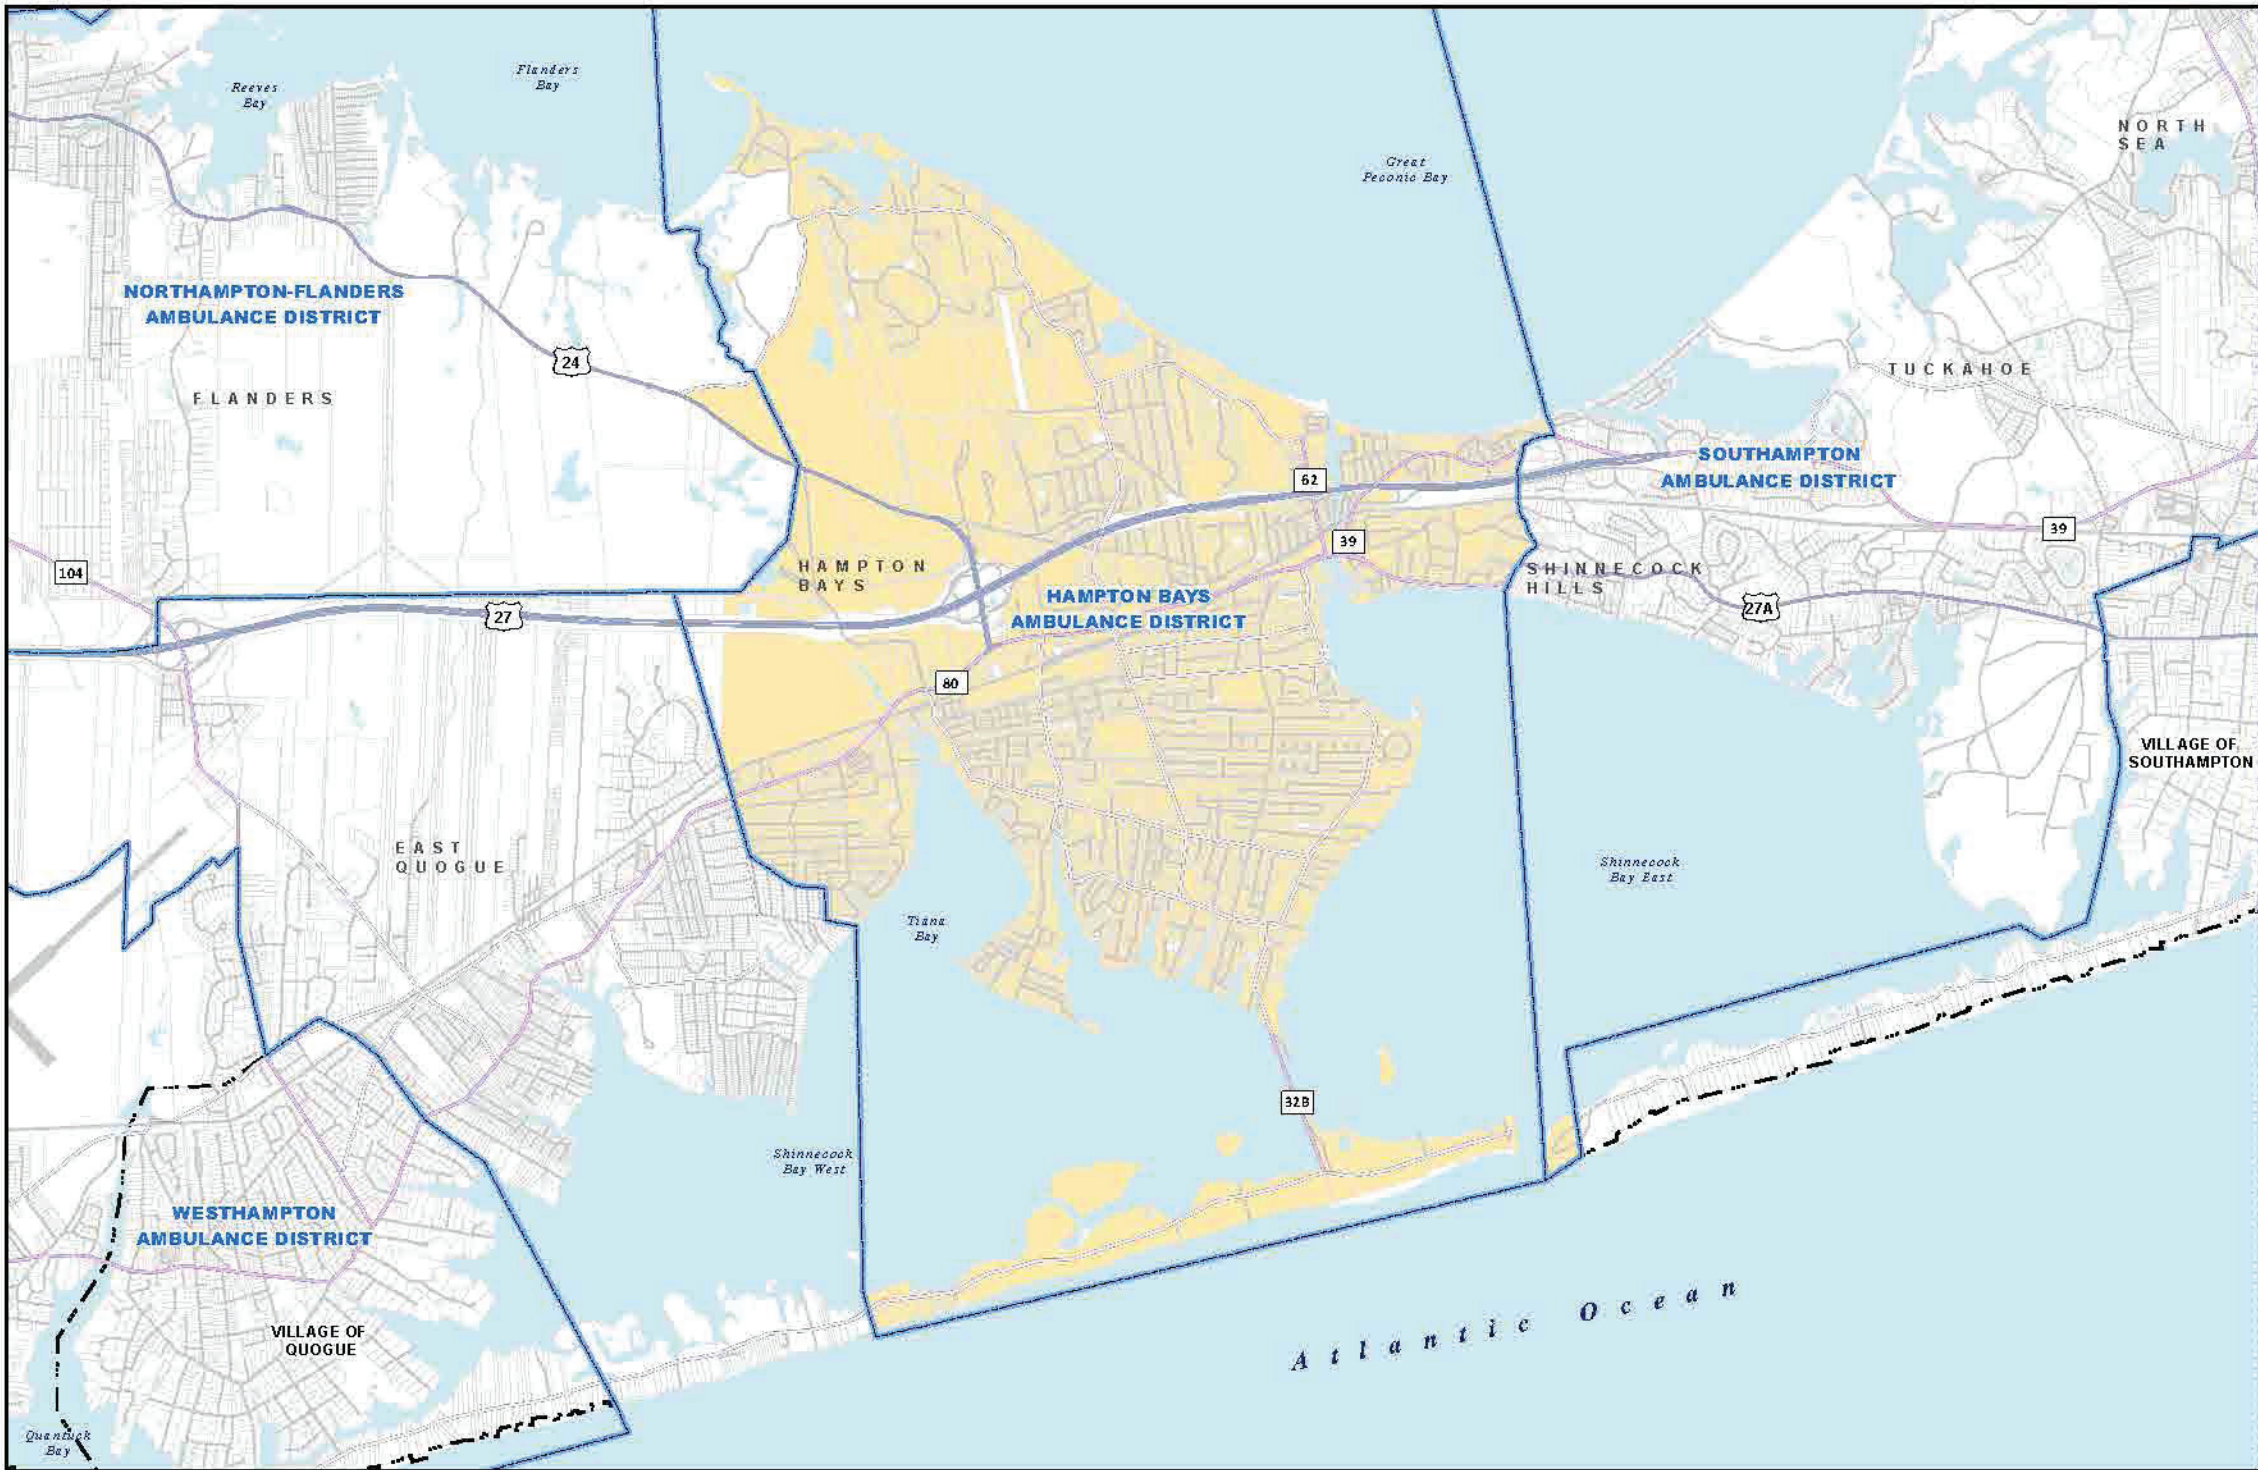 Reeves
Bay
Flanders
Bay
Great
Peconic Bay
NORTH
SEA
NORTHAMPTON-FLANDERS
AMBULANCE DISTRICT
24
FLANDERS
TUCKAHOE
62
SOUTHAMPTON
AMBULANCE DISTRICT
39
39
104
HAMPTON
BAYS
SHINNECOCK
HILLS
HAMPTON BAYS
AMBULANCE DISTRICT
27
27A
80
VILLAGE OF
SOUTHAMPTON
EAST
QUOGUE
Shinnecock
Bay East
Tiana
Bay
32B
Shinnecock
Bay West
WESTHAMPTON
AMBULANCE DISTRICT
VILLAGE OF
QUOGUE
Atlantic Ocean
Quantuck
Bay